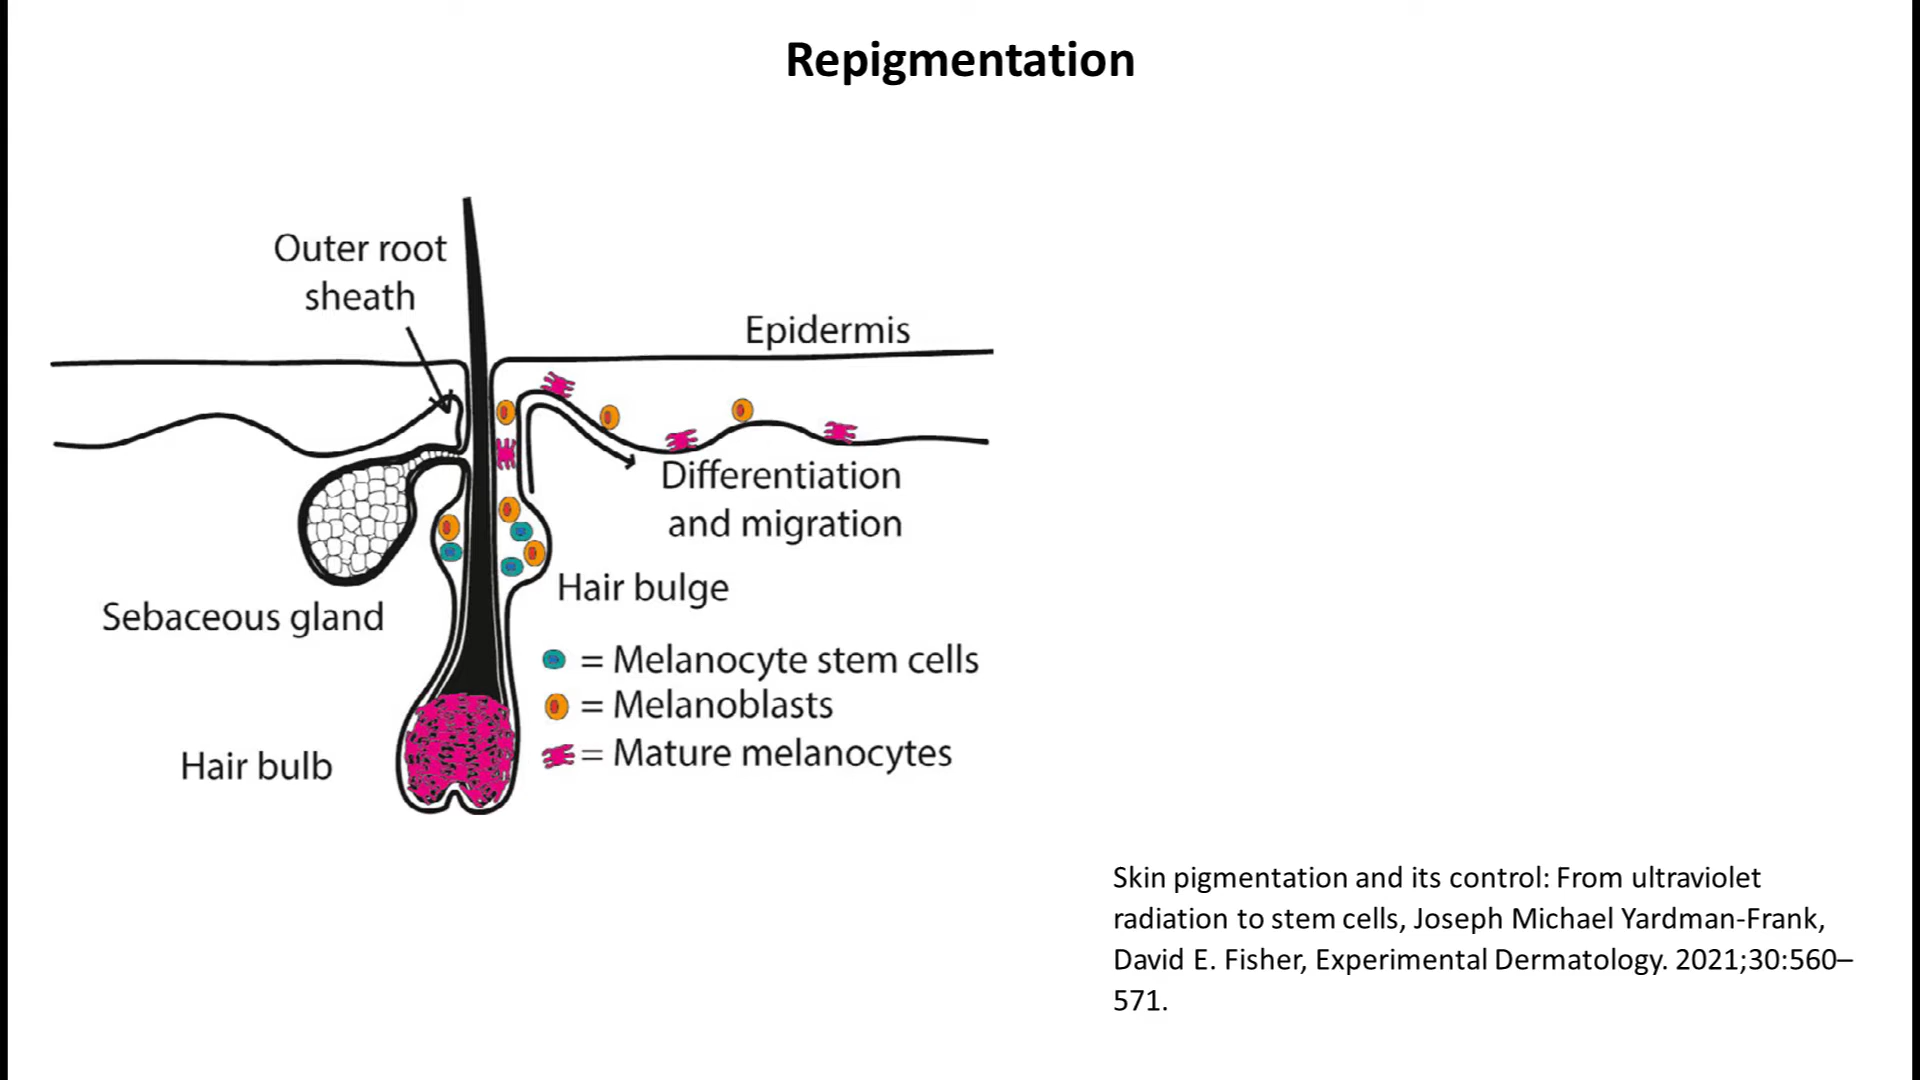 Repigmentation
Outer root
sheath
Epidermis
Differentiation
and migration
Hair bulge
Sebaceous gland
= Melanocyte stem cells
= Melanoblasts
= Mature melanocytes
Hair bulb
Skin pigmentation and its control: From ultraviolet
radiation to stem cells, Joseph Michael Yardman-Frank,
David E. Fisher, Experimental Dermatology. 2021;30:560–
571.